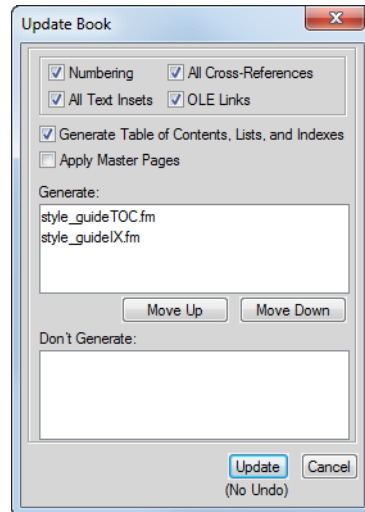 Update Book
Numbering All Cross-References
All Text Insets OLE Links
Generate Table of Contents, Lists, and Indexes
Apply Master Pages
Generate:
style_guideTOC.fm
style_guideIX.fm
Move Up Move Down
Don't Generate:
Update Cancel
(No Undo)